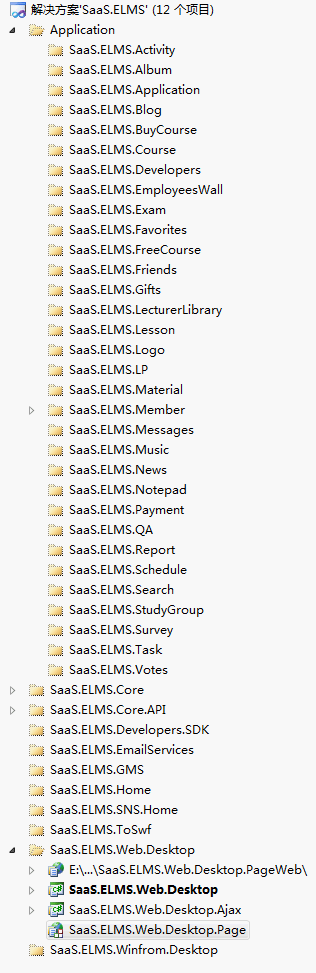 解决方案'SaaS.ELMS' (12 个项目)
Application
SaaS.ELMS.Activity
SaaS.ELMS.Album
SaaS.ELMS.Application
SaaS.ELMS.Blog
SaaS.ELMS.BuyCourse
SaaS.ELMS.Course
SaaS.ELMS.Developers
SaaS.ELMS.EmployeesWall
SaaS.ELMS.Exam
SaaS.ELMS.Favorites
SaaS.ELMS.FreeCourse
SaaS.ELMS.Friends
SaaS.ELMS.Gifts
SaaS.ELMS.LecturerLibrary
SaaS.ELMS.Lesson
SaaS.ELMS.Logo
SaaS.ELMS.LP
SaaS.ELMS.Material
SaaS.ELMS.Member
SaaS.ELMS.Messages
SaaS.ELMS.Music
SaaS.ELMS.News
SaaS.ELMS.Notepad
SaaS.ELMS.Payment
SaaS.ELMS.QA
SaaS.ELMS.Report
SaaS.ELMS.Schedule
SaaS.ELMS.Search
SaaS.ELMS.StudyGroup
SaaS.ELMS.Survey
SaaS.ELMS.Task
SaaS.ELMS.Votes
SaaS.ELMS.Core
SaaS.ELMS.Core.API
SaaS.ELMS.Developers.SDK
SaaS.ELMS.EmailServices
SaaS.ELMS.GMS
SaaS.ELMS.Home
SaaS.ELMS.SNS.Home
SaaS.ELMS.ToSwf
SaaS.ELMS.Web.Desktop
E:\...\SaaS.ELMS.Web.Desktop.PageWeb\
SaaS.ELMS.Web.Desktop
SaaS.ELMS.Web.Desktop.Ajax
SaaS.ELMS.Web.Desktop.Page
SaaS.ELMS.Winfrom.Desktop